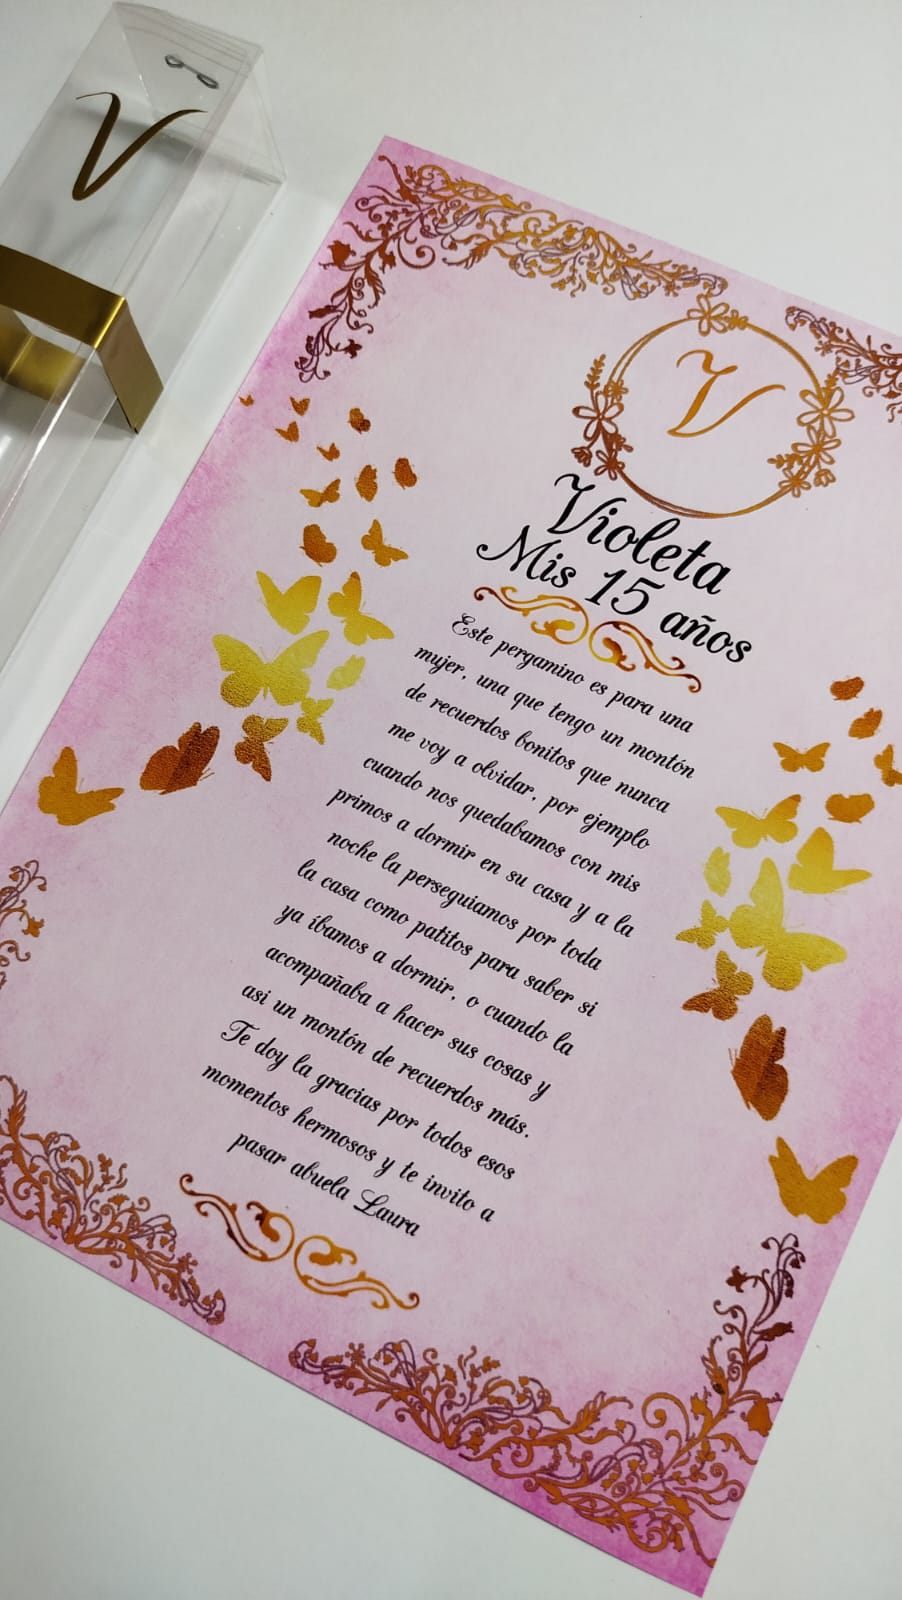 V
V
Violeta
Mis 15 años
Este pergamino es para una
mujer, una que tengo un montón
de recuerdos bonitos que nunca
me voy a olvidar, por ejemplo
cuando nos quedabamos con mis
primos a dormir en su casa y a la
noche la perseguiamos por toda
la casa como patitos para saber si
ya íbamos a dormir, o cuando la
acompañaba a hacer sus cosas y
asi un montón de recuerdos más.
Te doy la gracias por todos esos
momentos hermosos y te invito a
pasar abuela Laura